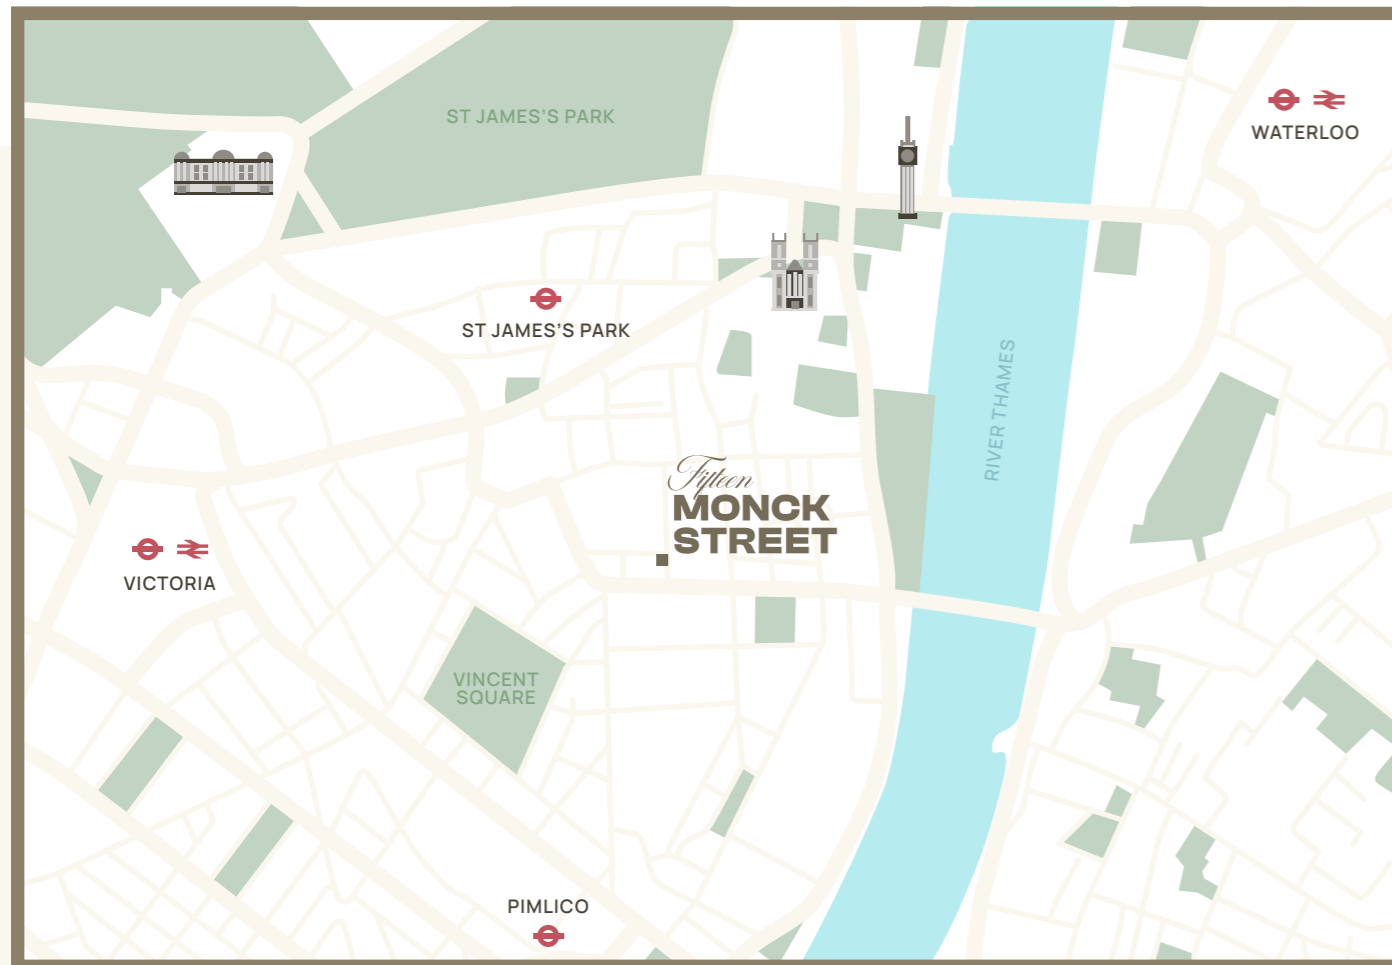 ST JAMES'S PARK
WATERLOO
ST JAMES'S PARK
RIVER THAMES
Fifteen
MONCK
STREET
VICTORIA
VINCENT
SQUARE
PIMLICO